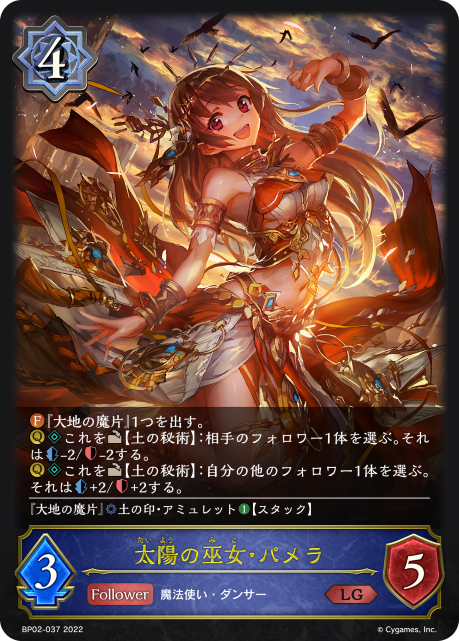 4
F『大地の魔片』1つを出す。
Q これを【土の秘術】:相手のフォロワー1体を選ぶ。それ
は-2/-2する。
Q これを【土の秘術】:自分の他のフォロワー1体を選ぶ。
それは+2/+2する。
『大地の魔片』土の印・アミュレット1【スタック】
たいよう みこ
太陽の巫女・パメラ
3
5
Follower 魔法使い・ダンサー LG
BP02-037 2022 © Cygames, Inc.